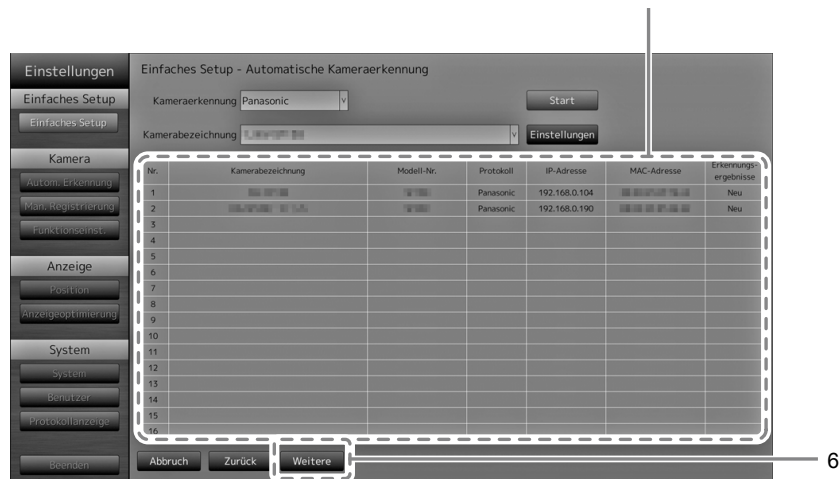 Einstellungen
Einfaches Setup - Automatische Kameraerkennung
Einfaches Setup
Einfaches Setup
Kamera
Autom. Erkennung
Man. Registrierung
Funktionseinst.
Anzeige
Position
Anzeigeoptimierung
System
System
Benutzer
Protokollanzeige
Beenden
Kameraerkennung Panasonic Start
Kamerabezeichnung Einstellungen
Nr. Kamerabezeichnung Modell-Nr. Protokoll IP-Adresse MAC-Adresse Erkennungs-
ergebnisse
1 Panasonic 192.168.0.104 Neu
2 Panasonic 192.168.0.190 Neu
3
4
5
6
7
8
9
10
11
12
13
14
15
16
Abbruch Zurück Weitere
6